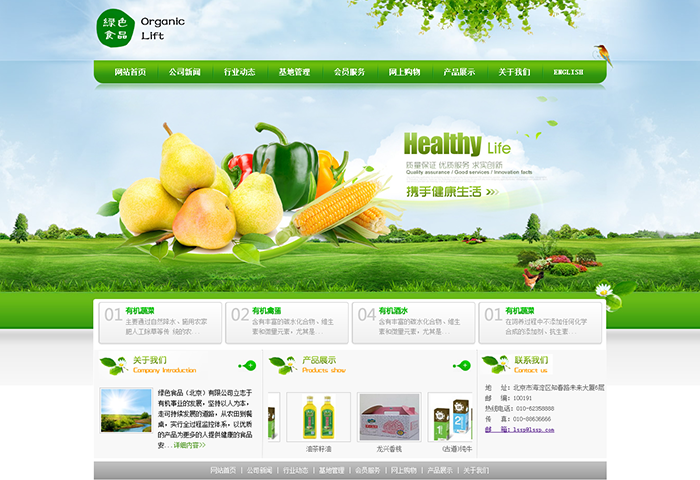 绿色
食品
Organic
Lift
网站首页 公司新闻 行业动态 基地管理 会员服务 网上购物 产品展示 关于我们 ENGLISH
Healthy Life
质量保证 优质服务 求实创新
Quality assurance / Good services / Innovation facts
携手健康生活
01 有机蔬菜
主要通过自然降水、施用农家
肥人工除草等传 统的农...
02 有机禽蛋
含有丰富的碳水化合物、维生
素和微量元素。尤其是...
04 有机酒水
含有丰富的碳水化合物、维生
素和微量元素。尤其是...
01 有机蔬菜
在饲养过程中不添加任何化学
合成的添加剂、抗生素...
关于我们
Company Introduction
绿色食品（北京）有限公司立志于
有机事业的发展，坚持以人为本，
走可持续发展的道路，从农田到餐
桌，实行全过程监控体系，以优质
的产品为更多的人提供健康的食品
安...详细内容>>
产品展示
Products show
油茶籽油
龙兴香桃
(古道)纯牛
联系我们
Contact us
地 址：北京市海淀区知春路未来大厦6层
邮 编：100191
热线电话：010-82358888
传 真：010-88636666
邮 箱：lssp@lssp.com
网站首页 | 公司新闻 | 行业动态 | 基地管理 | 会员服务 | 网上购物 | 产品展示 | 关于我们